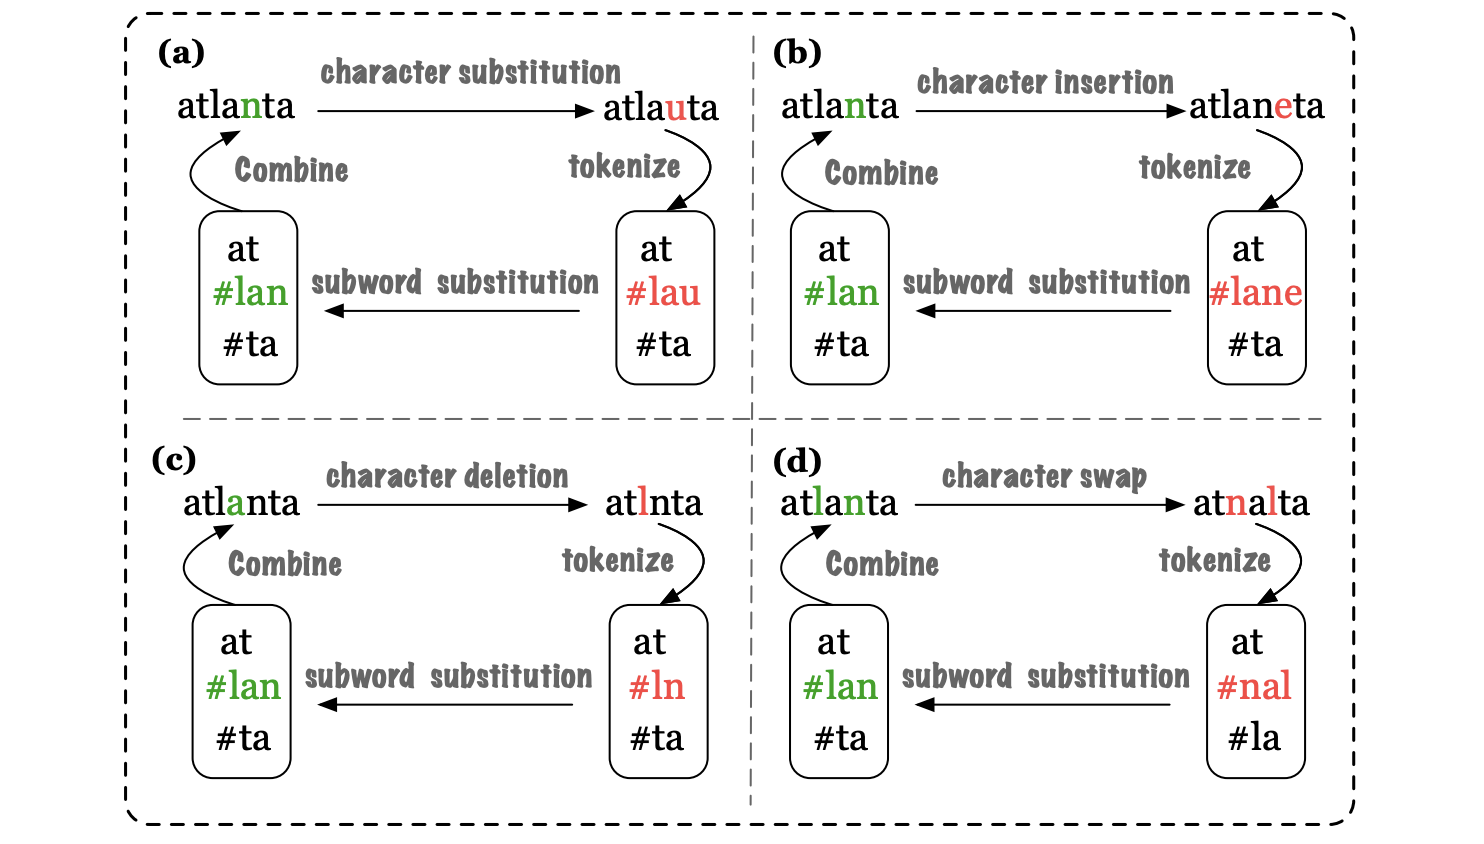 (a)
character substitution
atlanta
atlauta
Combine
tokenize
at
#lan
#ta
subword substitution
at
#lau
#ta
(b)
character insertion
atlanta
atlaneta
Combine
tokenize
at
#lan
#ta
subword substitution
at
#lane
#ta
(c)
character deletion
atlanta
atlnta
Combine
tokenize
at
#lan
#ta
subword substitution
at
#ln
#ta
(d)
character swap
atlanta
atnalta
Combine
tokenize
at
#lan
#ta
subword substitution
at
#nal
#la